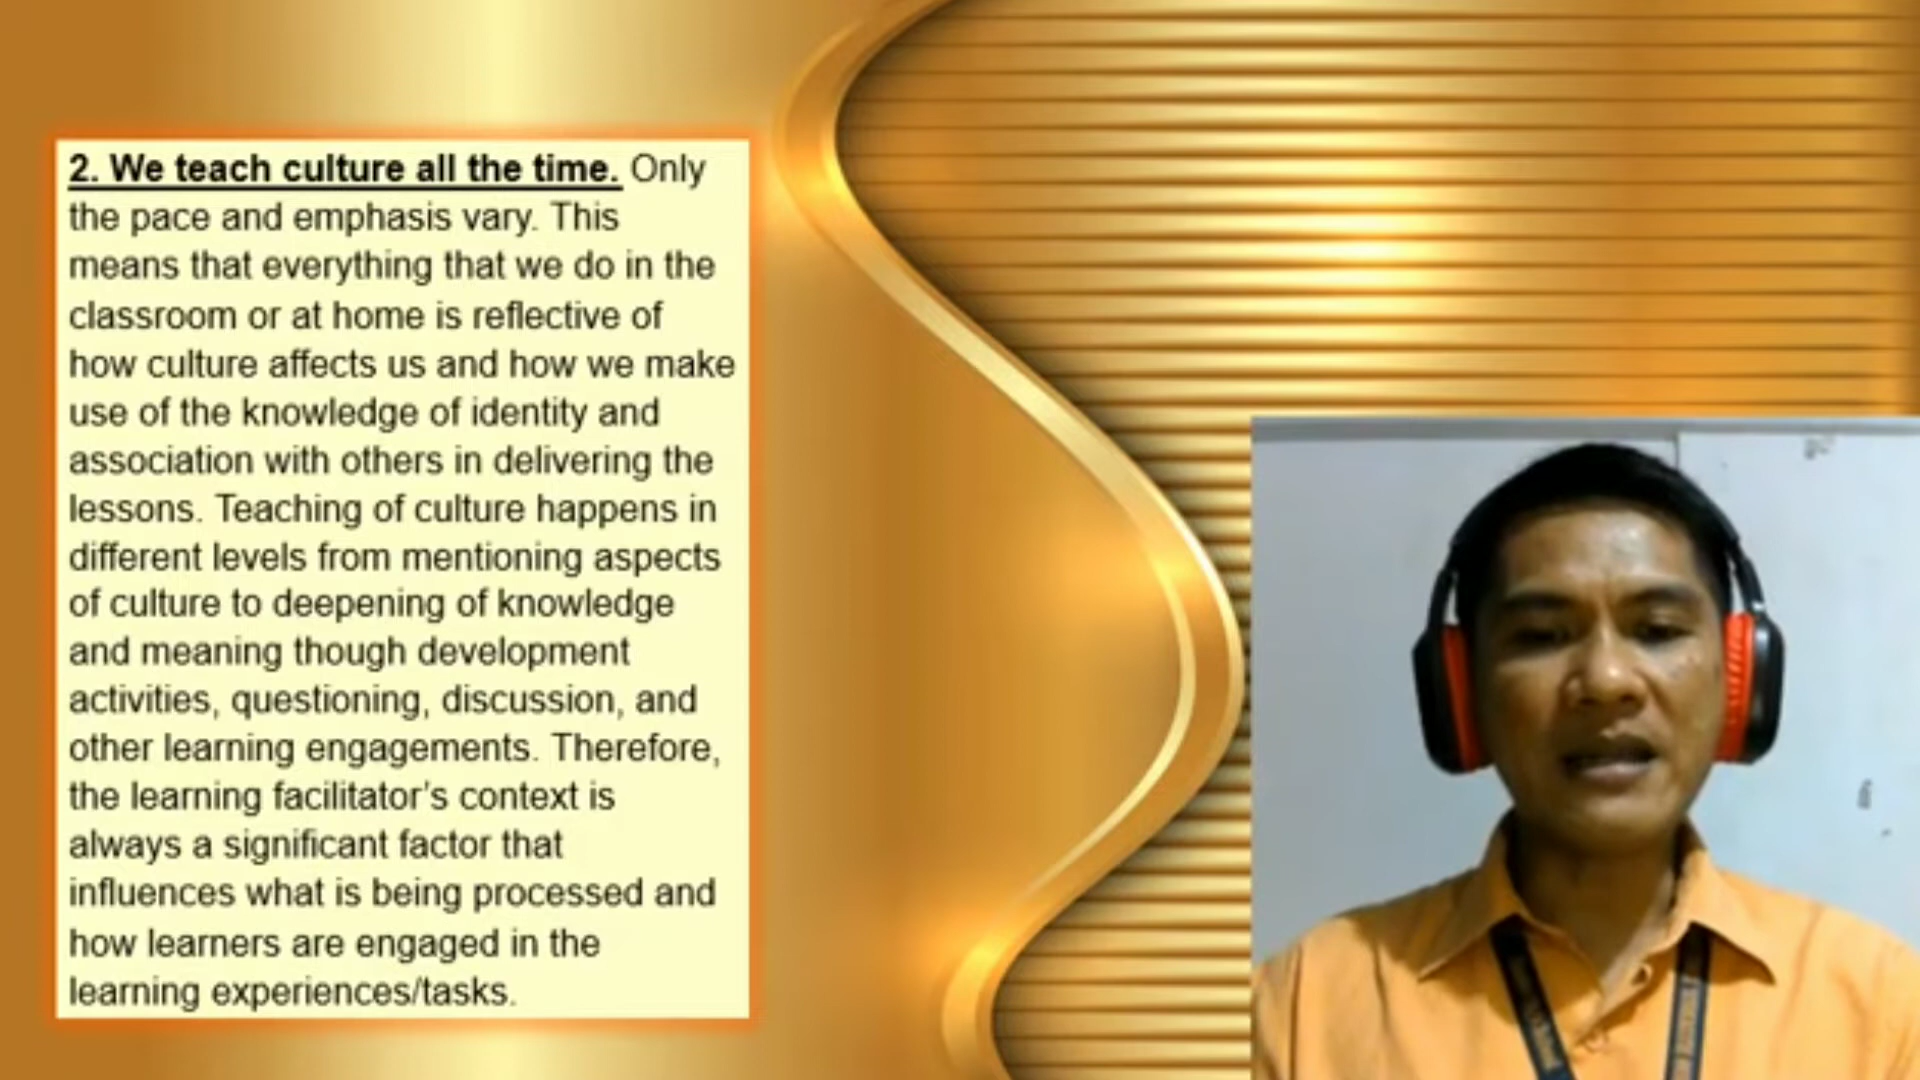 2. We teach culture all the time. Only
the pace and emphasis vary. This
means that everything that we do in the
classroom or at home is reflective of
how culture affects us and how we make
use of the knowledge of identity and
association with others in delivering the
lessons. Teaching of culture happens in
different levels from mentioning aspects
of culture to deepening of knowledge
and meaning though development
activities, questioning, discussion, and
other learning engagements. Therefore,
the learning facilitator's context is
always a significant factor that
influences what is being processed and
how learners are engaged in the
learning experiences/tasks.